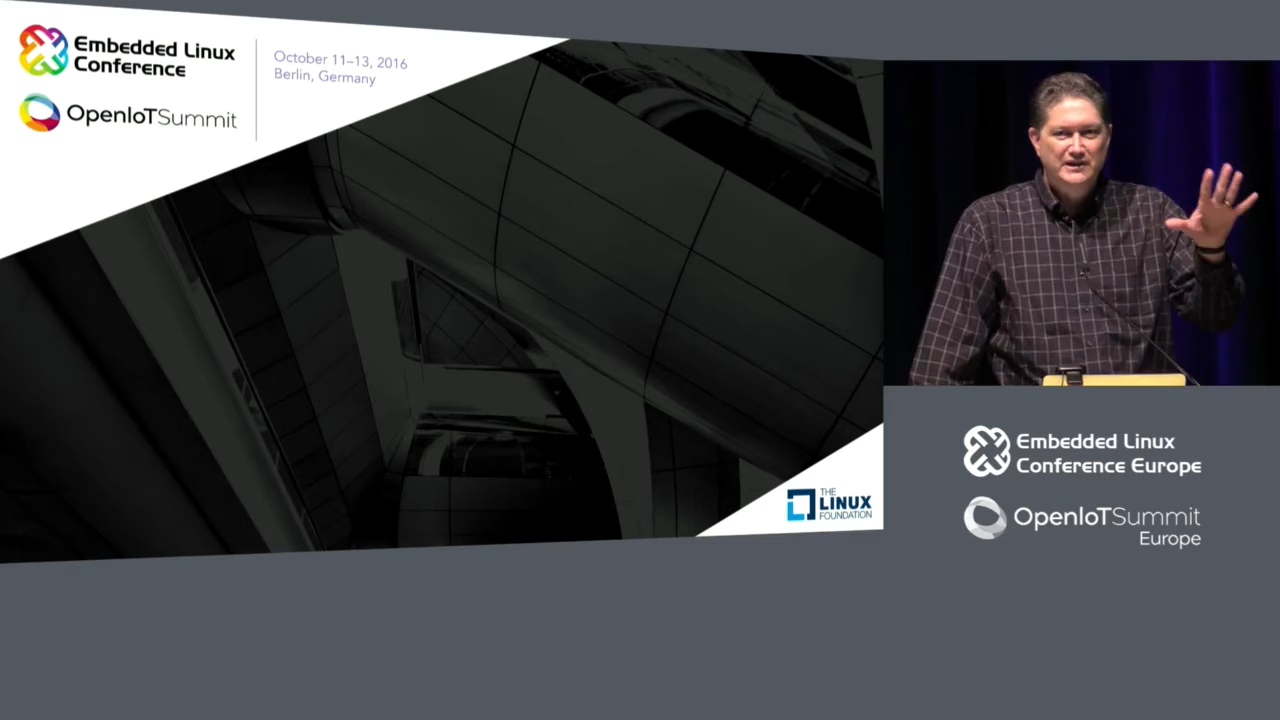 Embedded Linux
Conference
OpenIoTSummit
October 11–13, 2016
Berlin, Germany
THE
LINUX
FOUNDATION
Embedded Linux
Conference Europe
OpenIoTSummit
Europe